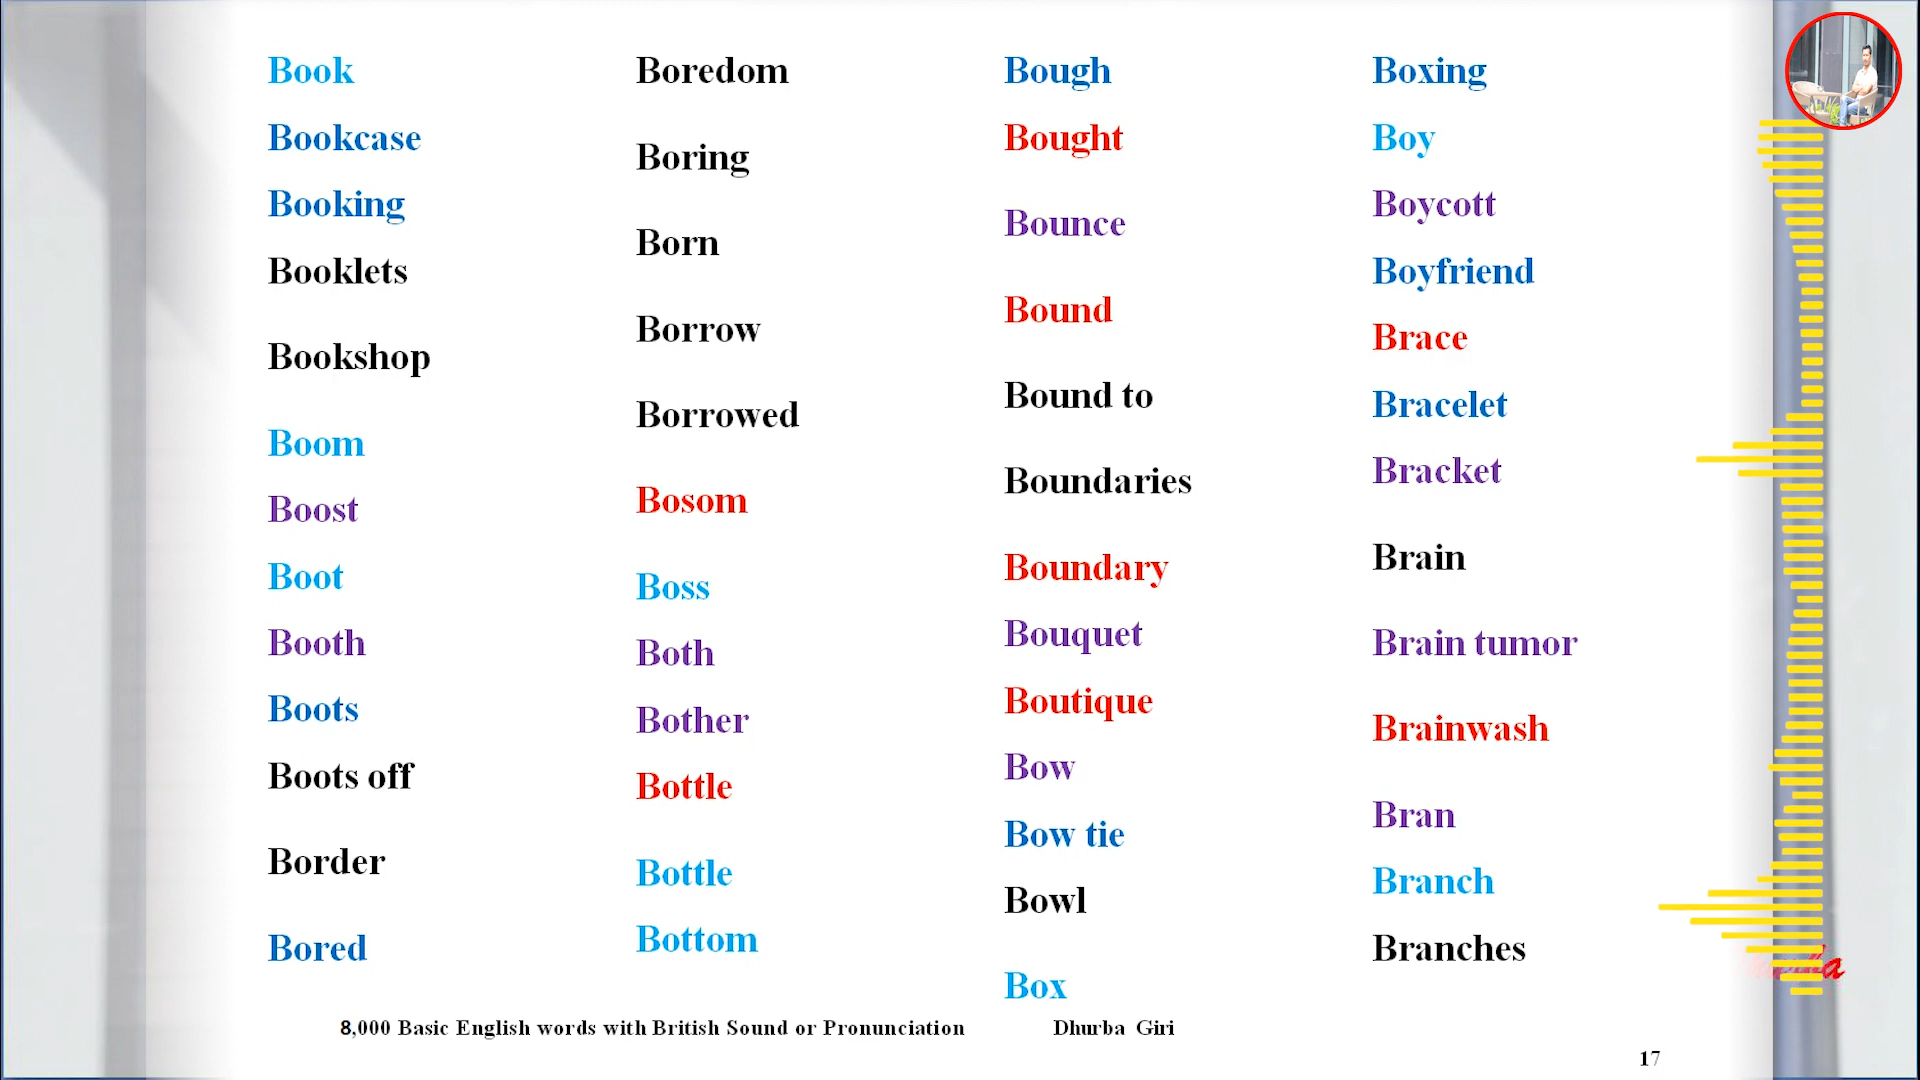 Book
Bookcase
Booking
Booklets
Bookshop
Boom
Boost
Boot
Booth
Boots
Boots off
Border
Bored
Boredom
Boring
Born
Borrow
Borrowed
Bosom
Boss
Both
Bother
Bottle
Bottle
Bottom
Bough
Bought
Bounce
Bound
Bound to
Boundaries
Boundary
Bouquet
Boutique
Bow
Bow tie
Bowl
Box
Boxing
Boy
Boycott
Boyfriend
Brace
Bracelet
Bracket
Brain
Brain tumor
Brainwash
Bran
Branch
Branches
8,000 Basic English words with British Sound or Pronunciation Dhurba Giri
17